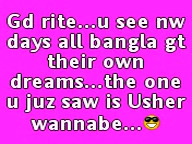 Gd rite...u see nw
days all bangla gt
their own
dreams...the one
u juz saw is Usher
wannabe...😎